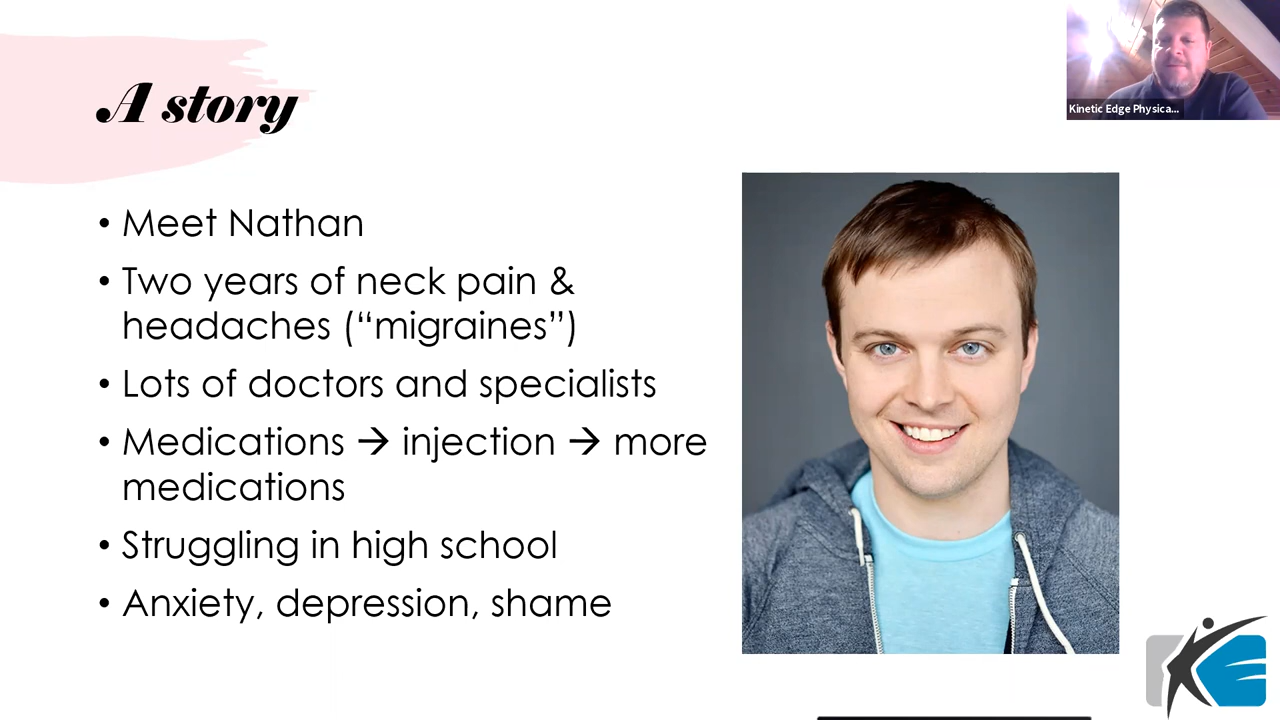 A story
Kinetic Edge Physica...
• Meet Nathan
• Two years of neck pain &
headaches (“migraines”)
• Lots of doctors and specialists
• Medications → injection → more
medications
• Struggling in high school
• Anxiety, depression, shame
KE